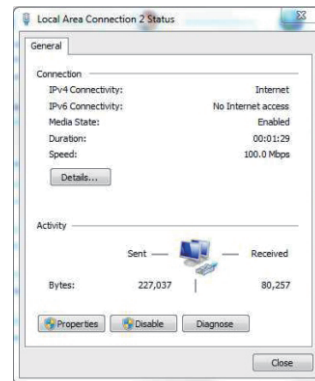 Local Area Connection 2 Status
General
Connection
IPv4 Connectivity: Internet
IPv6 Connectivity: No Internet access
Media State: Enabled
Duration: 00:01:29
Speed: 100.0 Mbps
Details...
Activity
Sent — — Received
Bytes: 227,037 | 80,257
Properties Disable Diagnose
Close